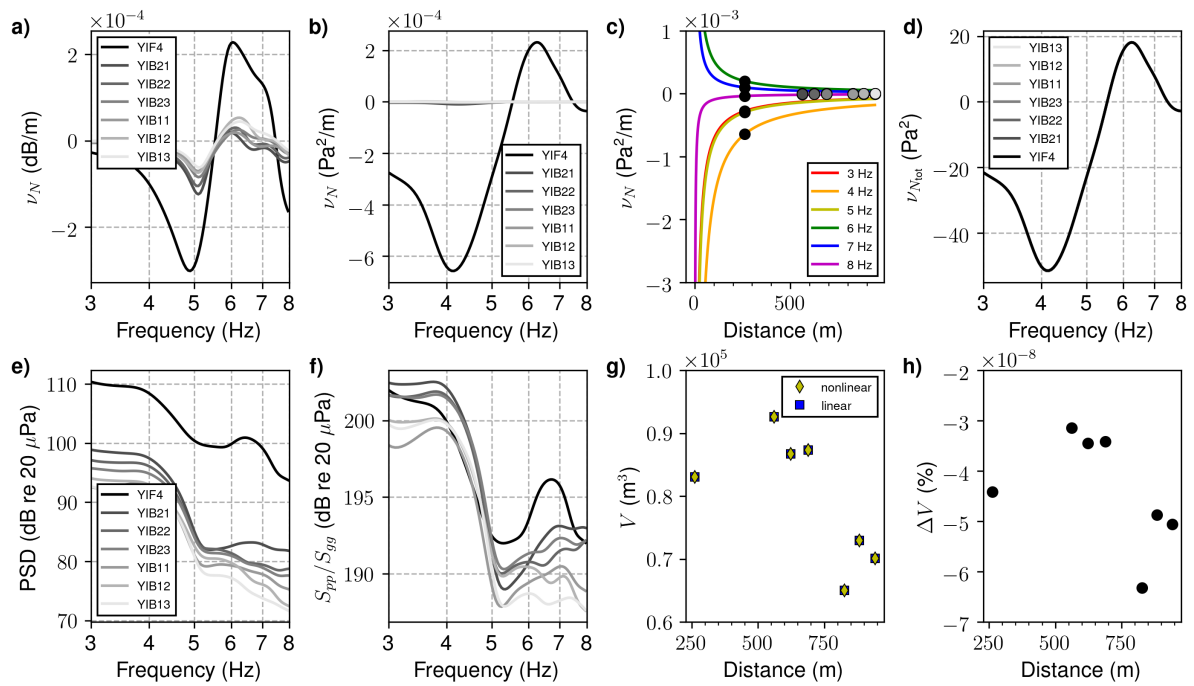 a)
×10⁻⁴
ν_N (dB/m)
2
0
−2
YIF4
YIB21
YIB22
YIB23
YIB11
YIB12
YIB13
3 4 5 6 7 8
Frequency (Hz)
b)
×10⁻⁴
ν_N (Pa²/m)
2
0
−2
−4
−6
YIF4
YIB21
YIB22
YIB23
YIB11
YIB12
YIB13
3 4 5 6 7 8
Frequency (Hz)
c)
×10⁻³
ν_N (Pa²/m)
1
0
−1
−2
−3
3 Hz
4 Hz
5 Hz
6 Hz
7 Hz
8 Hz
0 500
Distance (m)
d)
ν_{N_tot} (Pa²)
20
0
−20
−40
YIB13
YIB12
YIB11
YIB23
YIB22
YIB21
YIF4
3 4 5 6 7 8
Frequency (Hz)
e)
PSD (dB re 20 μPa)
110
100
90
80
70
YIF4
YIB21
YIB22
YIB23
YIB11
YIB12
YIB13
3 4 5 6 7 8
Frequency (Hz)
f)
S_pp/S_gg (dB re 20 μPa)
200
195
190
3 4 5 6 7 8
Frequency (Hz)
g)
×10⁵
V (m³)
1.0
0.9
0.8
0.7
0.6
nonlinear
linear
250 500 750
Distance (m)
h)
×10⁻⁸
ΔV (%)
−2
−3
−4
−5
−6
−7
250 500 750
Distance (m)